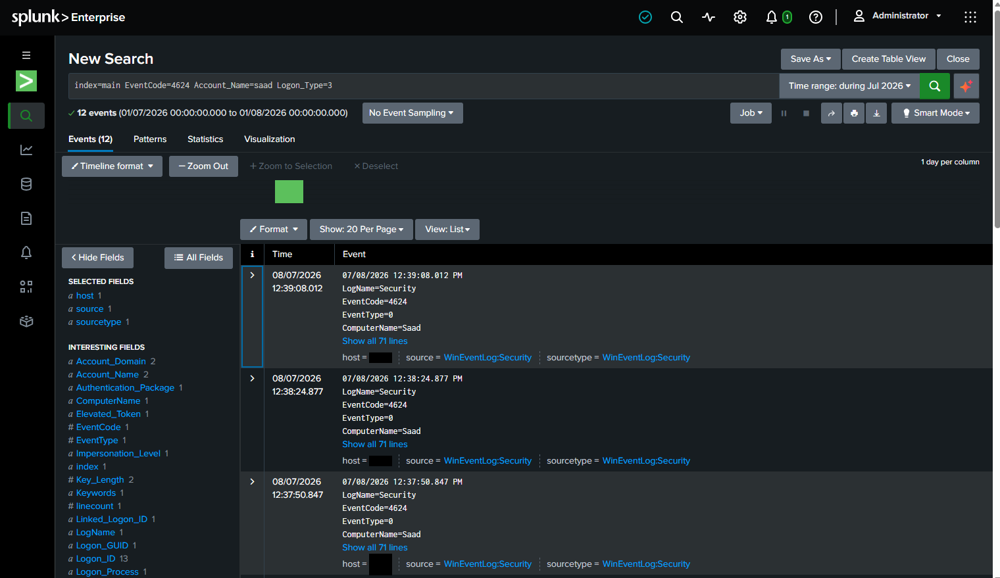 splunk> Enterprise
1
Administrator
New Search
Save As
Create Table View
Close
index=main EventCode=4624 Account_Name=saad Logon_Type=3
Time range: during Jul 2026
12 events (01/07/2026 00:00:00.000 to 01/08/2026 00:00:00.000)
No Event Sampling
Job
Smart Mode
Events (12)
Patterns
Statistics
Visualization
Timeline format
Zoom Out
+ Zoom to Selection
× Deselect
1 day per column
Format
Show: 20 Per Page
View: List
Hide Fields
All Fields
SELECTED FIELDS
a host 1
a source 1
a sourcetype 1
INTERESTING FIELDS
a Account_Domain 2
a Account_Name 2
a Authentication_Package 1
a ComputerName 1
a Elevated_Token 1
# EventCode 1
# EventType 1
a Impersonation_Level 1
a index 1
# Key_Length 2
a Keywords 1
# linecount 1
a Linked_Logon_ID 1
a LogName 1
a Logon_GUID 1
a Logon_ID 13
a Logon_Process 1
i
Time
Event
08/07/2026
12:39:08.012
07/08/2026 12:39:08.012 PM
LogName=Security
EventCode=4624
EventType=0
ComputerName=Saad
Show all 71 lines
host = source = WinEventLog:Security sourcetype = WinEventLog:Security
08/07/2026
12:38:24.877
07/08/2026 12:38:24.877 PM
LogName=Security
EventCode=4624
EventType=0
ComputerName=Saad
Show all 71 lines
host = source = WinEventLog:Security sourcetype = WinEventLog:Security
08/07/2026
12:37:50.847
07/08/2026 12:37:50.847 PM
LogName=Security
EventCode=4624
EventType=0
ComputerName=Saad
Show all 71 lines
host = source = WinEventLog:Security sourcetype = WinEventLog:Security